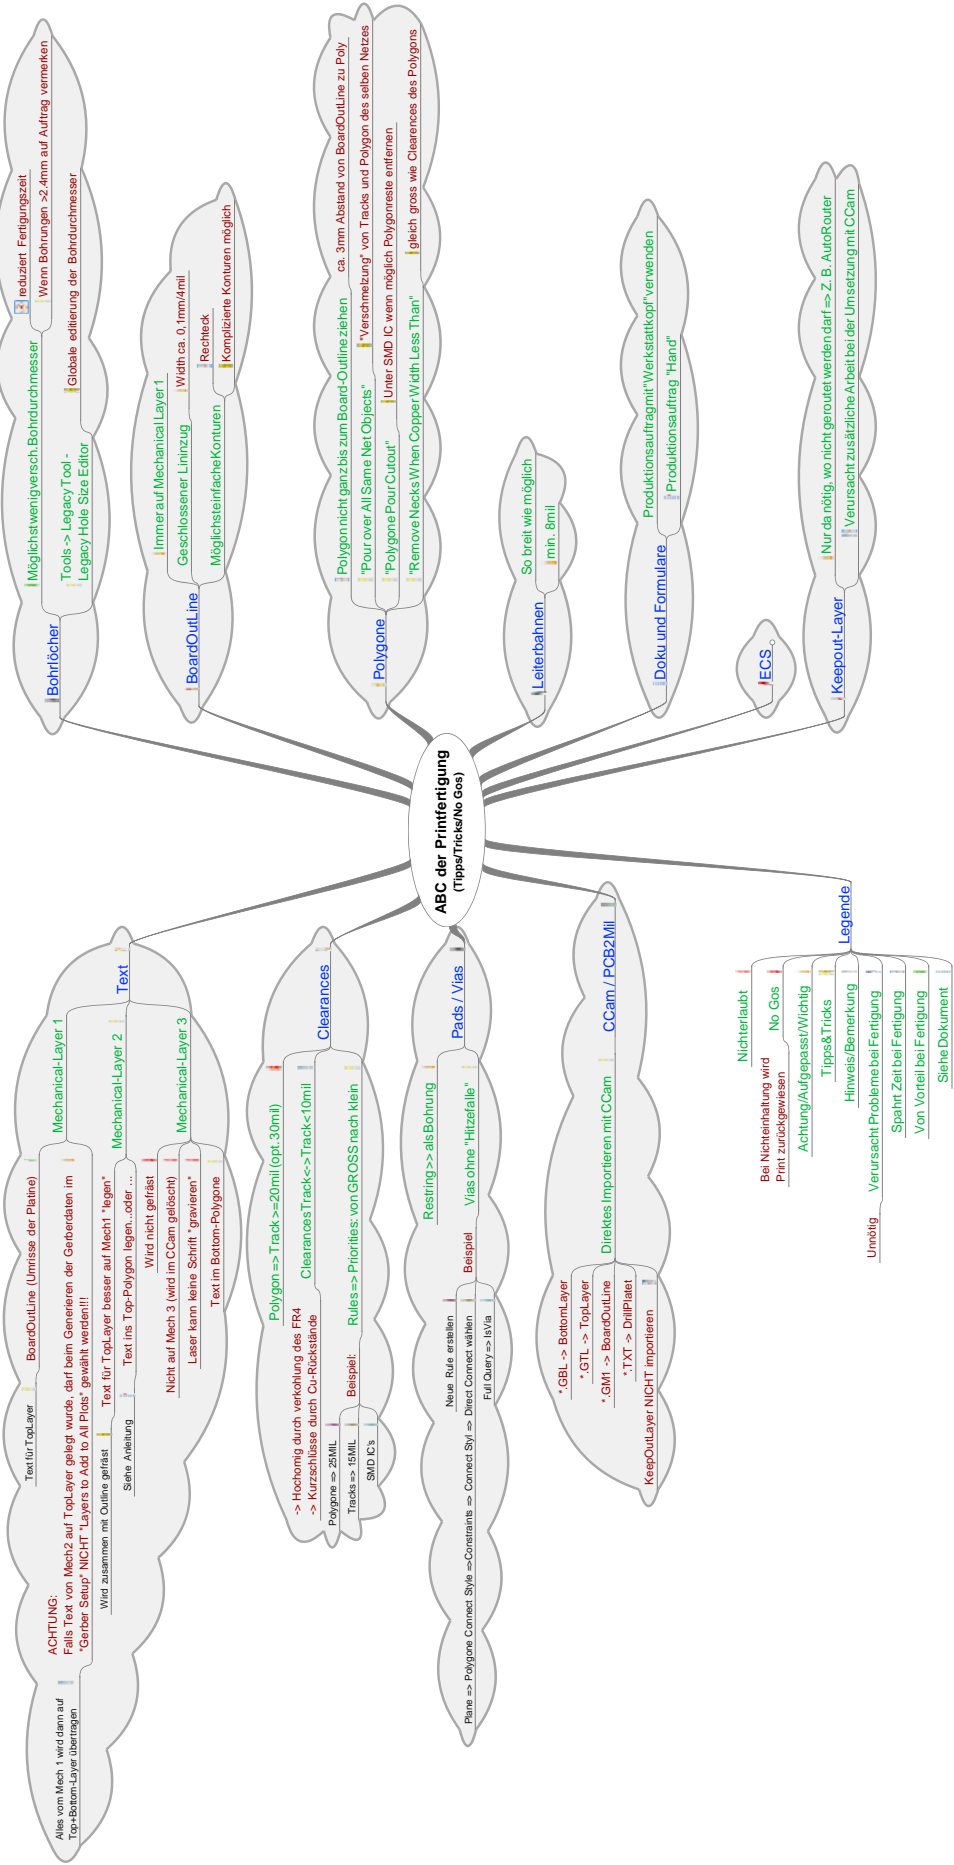 ABC der Printfertigung
(Tipps/Tricks/No Gos)
Bohrlöcher
Möglichst wenig versch. Bohrdurchmesser
reduziert Fertigungszeit
Wenn Bohrungen >2.4mm auf Auftrag vermerken
Tools -> Legacy Tool -
Legacy Hole Size Editor
Globale editierung der Bohrdurchmesser
BoardOutLine
Immer auf Mechanical Layer 1
Geschlossener Lininzug
Width ca. 0,1mm/4mil
Möglichst einfache Konturen
Rechteck
Komplizierte Konturen möglich
Polygone
Polygon nicht ganz bis zum Board-Outline ziehen
ca. 3mm Abstand von BoardOutLine zu Poly
"Pour over All Same Net Objects"
"Verschmelzung" von Tracks und Polygon des selben Netzes
"Polygone Pour Cutout"
Unter SMD IC wenn möglich Polygonreste entfernen
"Remove Necks When Copper Width Less Than"
gleich gross wie Clearences des Polygons
Leiterbahnen
So breit wie möglich
min. 8mil
Doku und Formulare
Produktionsauftrag mit "Werkstattkopf" verwenden
Produktionsauftrag "Hand"
ECS
Keepout-Layer
Nur da nötig, wo nicht geroutet werden darf => Z. B. AutoRouter
Verursacht zusätzliche Arbeit bei der Umsetzung mit CCam
Text
Mechanical-Layer 1
BoardOutLine (Umrisse der Platine)
Text für TopLayer
ACHTUNG:
Falls Text von Mech2 auf TopLayer gelegt wurde, darf beim Generieren der Gerberdaten im
"Gerber Setup" NICHT "Layers to Add to All Plots" gewählt werden!!!
Alles vom Mech 1 wird dann auf
Top+Bottom-Layer übertragen
Mechanical-Layer 2
Text für TopLayer besser auf Mech1 "legen"
Wird zusammen mit Outline gefräst
Text ins Top-Polygon legen...oder ...
Siehe Anleitung
Mechanical-Layer 3
Wird nicht gefräst
Nicht auf Mech 3 (wird im CCam gelöscht)
Laser kann keine Schrift "gravieren"
Text im Bottom-Polygone
Clearances
Polygon => Track >=20mil (opt.30mil)
Clearances Track <-> Track <10mil
-> Hochomig durch verkohlung des FR4
-> Kurzschlüsse durch Cu-Rückstände
Rules => Priorities: von GROSS nach klein
Beispiel:
Polygone => 25MIL
Tracks => 15MIL
SMD IC's
Pads / Vias
Restring >> als Bohrung
Vias ohne "Hitzefalle"
Beispiel
Neue Rule erstellen
Plane => Polygone Connect Style =>Constraints => Connect Styl => Direct Connect wählen
Full Query => IsVia
CCam / PCB2Mil
Direktes Importieren mit CCam
*.GBL -> BottomLayer
*.GTL -> TopLayer
*.GM1 -> BoardOutLine
*.TXT -> DrillPlatet
KeepOutLayer NICHT importieren
Legende
Nicht erlaubt
No Gos
Bei Nichteinhaltung wird
Print zurückgewiesen
Achtung/Aufgepasst/Wichtig
Tipps&Tricks
Hinweis/Bemerkung
Verursacht Probleme bei Fertigung
Unnötig
Spahrt Zeit bei Fertigung
Von Vorteil bei Fertigung
Siehe Dokument